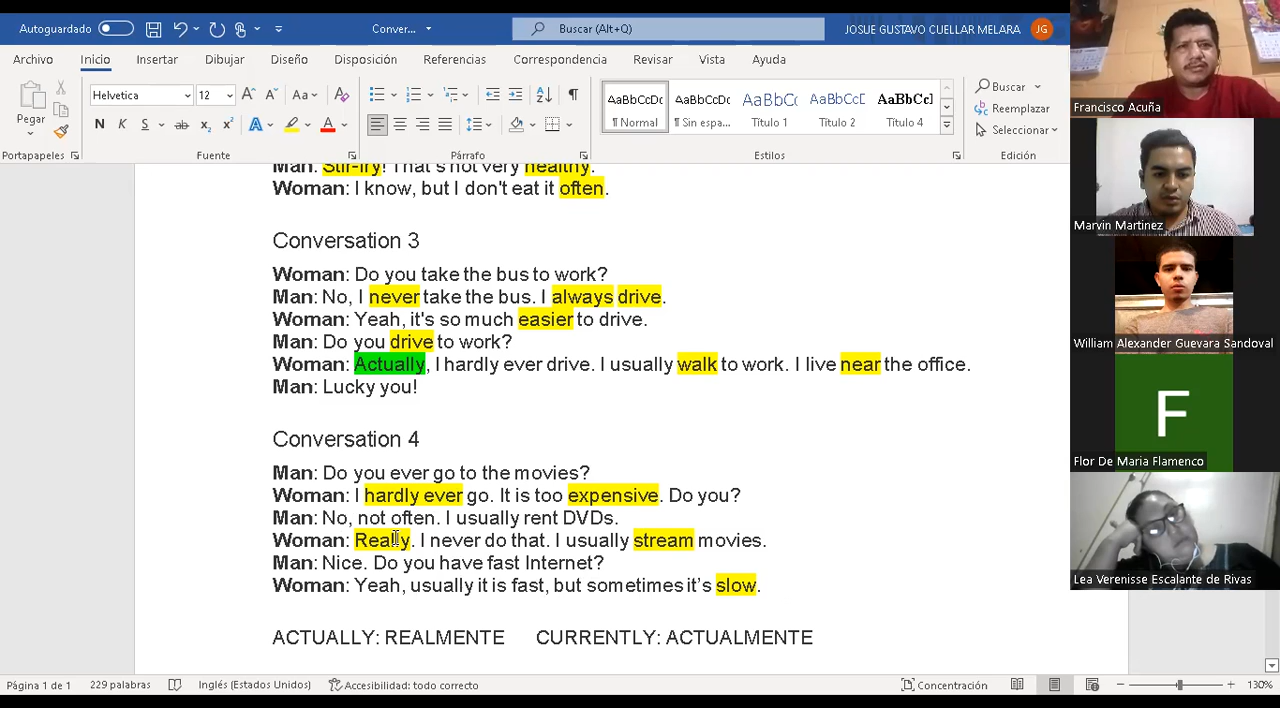 Autoguardado Conver... Buscar (Alt+Q) JOSUE GUSTAVO CUELLAR MELARA JG
Archivo Inicio Insertar Dibujar Diseño Disposición Referencias Correspondencia Revisar Vista Ayuda
Pegar
Helvetica 12
AaBbCcDc AaBbCcDc AaBbCc AaBbCcD AaBbCcI
¶ Normal ¶ Sin espa... Título 1 Título 2 Título 4
Buscar
Reemplazar
Seleccionar
Portapapeles Fuente Párrafo Estilos Edición
Man: Stir-fry! That's not very healthy.
Woman: I know, but I don't eat it often.
Conversation 3
Woman: Do you take the bus to work?
Man: No, I never take the bus. I always drive.
Woman: Yeah, it's so much easier to drive.
Man: Do you drive to work?
Woman: Actually, I hardly ever drive. I usually walk to work. I live near the office.
Man: Lucky you!
Conversation 4
Man: Do you ever go to the movies?
Woman: I hardly ever go. It is too expensive. Do you?
Man: No, not often. I usually rent DVDs.
Woman: Really. I never do that. I usually stream movies.
Man: Nice. Do you have fast Internet?
Woman: Yeah, usually it is fast, but sometimes it's slow.
ACTUALLY: REALMENTE CURRENTLY: ACTUALMENTE
Página 1 de 1 229 palabras Inglés (Estados Unidos) Accesibilidad: todo correcto Concentración 130%
Francisco Acuña
Marvin Martinez
William Alexander Guevara Sandoval
F
Flor De Maria Flamenco
Lea Verenisse Escalante de Rivas